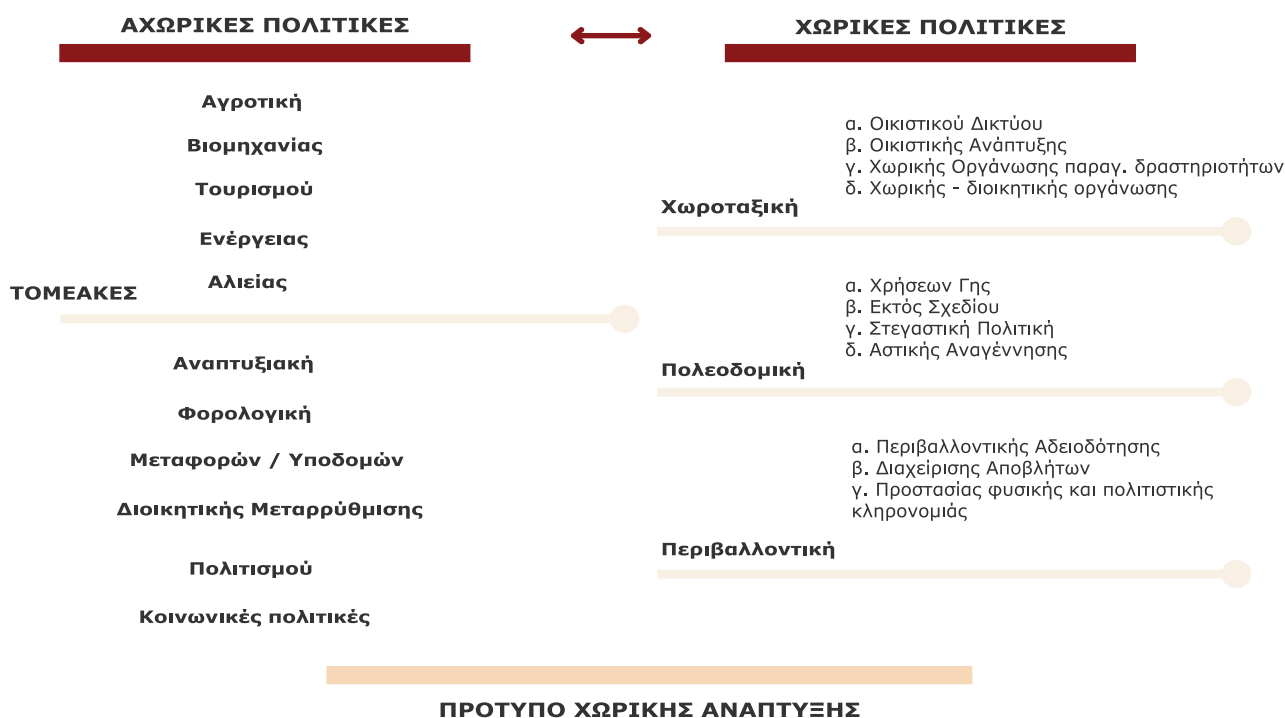 ΑΧΩΡΙΚΕΣ ΠΟΛΙΤΙΚΕΣ
Αγροτική
Βιομηχανίας
Τουρισμού
Ενέργειας
Αλιείας
ΤΟΜΕΑΚΕΣ
Αναπτυξιακή
Φορολογική
Μεταφορών / Υποδομών
Διοικητικής Μεταρρύθμισης
Πολιτισμού
Κοινωνικές πολιτικές
ΧΩΡΙΚΕΣ ΠΟΛΙΤΙΚΕΣ
α. Οικιστικού Δικτύου
β. Οικιστικής Ανάπτυξης
γ. Χωρικής Οργάνωσης παραγ. δραστηριοτήτων
δ. Χωρικής - διοικητικής οργάνωσης
Χωροταξική
α. Χρήσεων Γης
β. Εκτός Σχεδίου
γ. Στεγαστική Πολιτική
δ. Αστικής Αναγέννησης
Πολεοδομική
α. Περιβαλλοντικής Αδειοδότησης
β. Διαχείρισης Αποβλήτων
γ. Προστασίας φυσικής και πολιτιστικής
κληρονομιάς
Περιβαλλοντική
ΠΡΟΤΥΠΟ ΧΩΡΙΚΗΣ ΑΝΑΠΤΥΞΗΣ